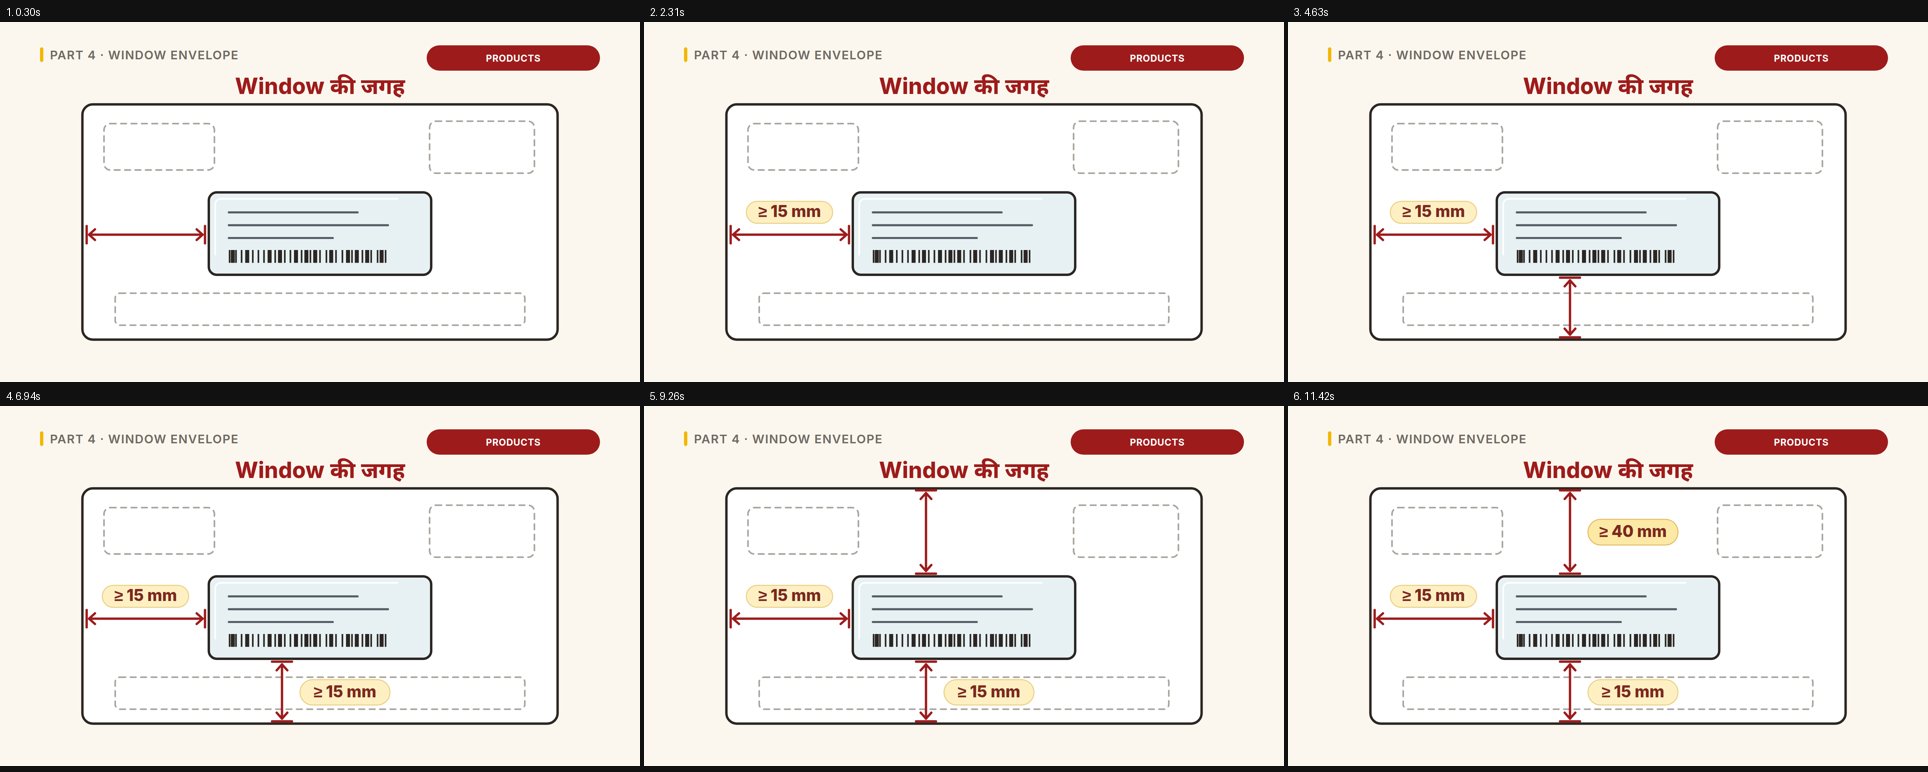 1. 0.30s
PART 4 · WINDOW ENVELOPE
PRODUCTS
Window की जगह
2. 2.31s
PART 4 · WINDOW ENVELOPE
PRODUCTS
Window की जगह
≥ 15 mm
3. 4.63s
PART 4 · WINDOW ENVELOPE
PRODUCTS
Window की जगह
≥ 15 mm
4. 6.94s
PART 4 · WINDOW ENVELOPE
PRODUCTS
Window की जगह
≥ 15 mm
≥ 15 mm
5. 9.26s
PART 4 · WINDOW ENVELOPE
PRODUCTS
Window की जगह
≥ 15 mm
≥ 15 mm
6. 11.42s
PART 4 · WINDOW ENVELOPE
PRODUCTS
Window की जगह
≥ 40 mm
≥ 15 mm
≥ 15 mm